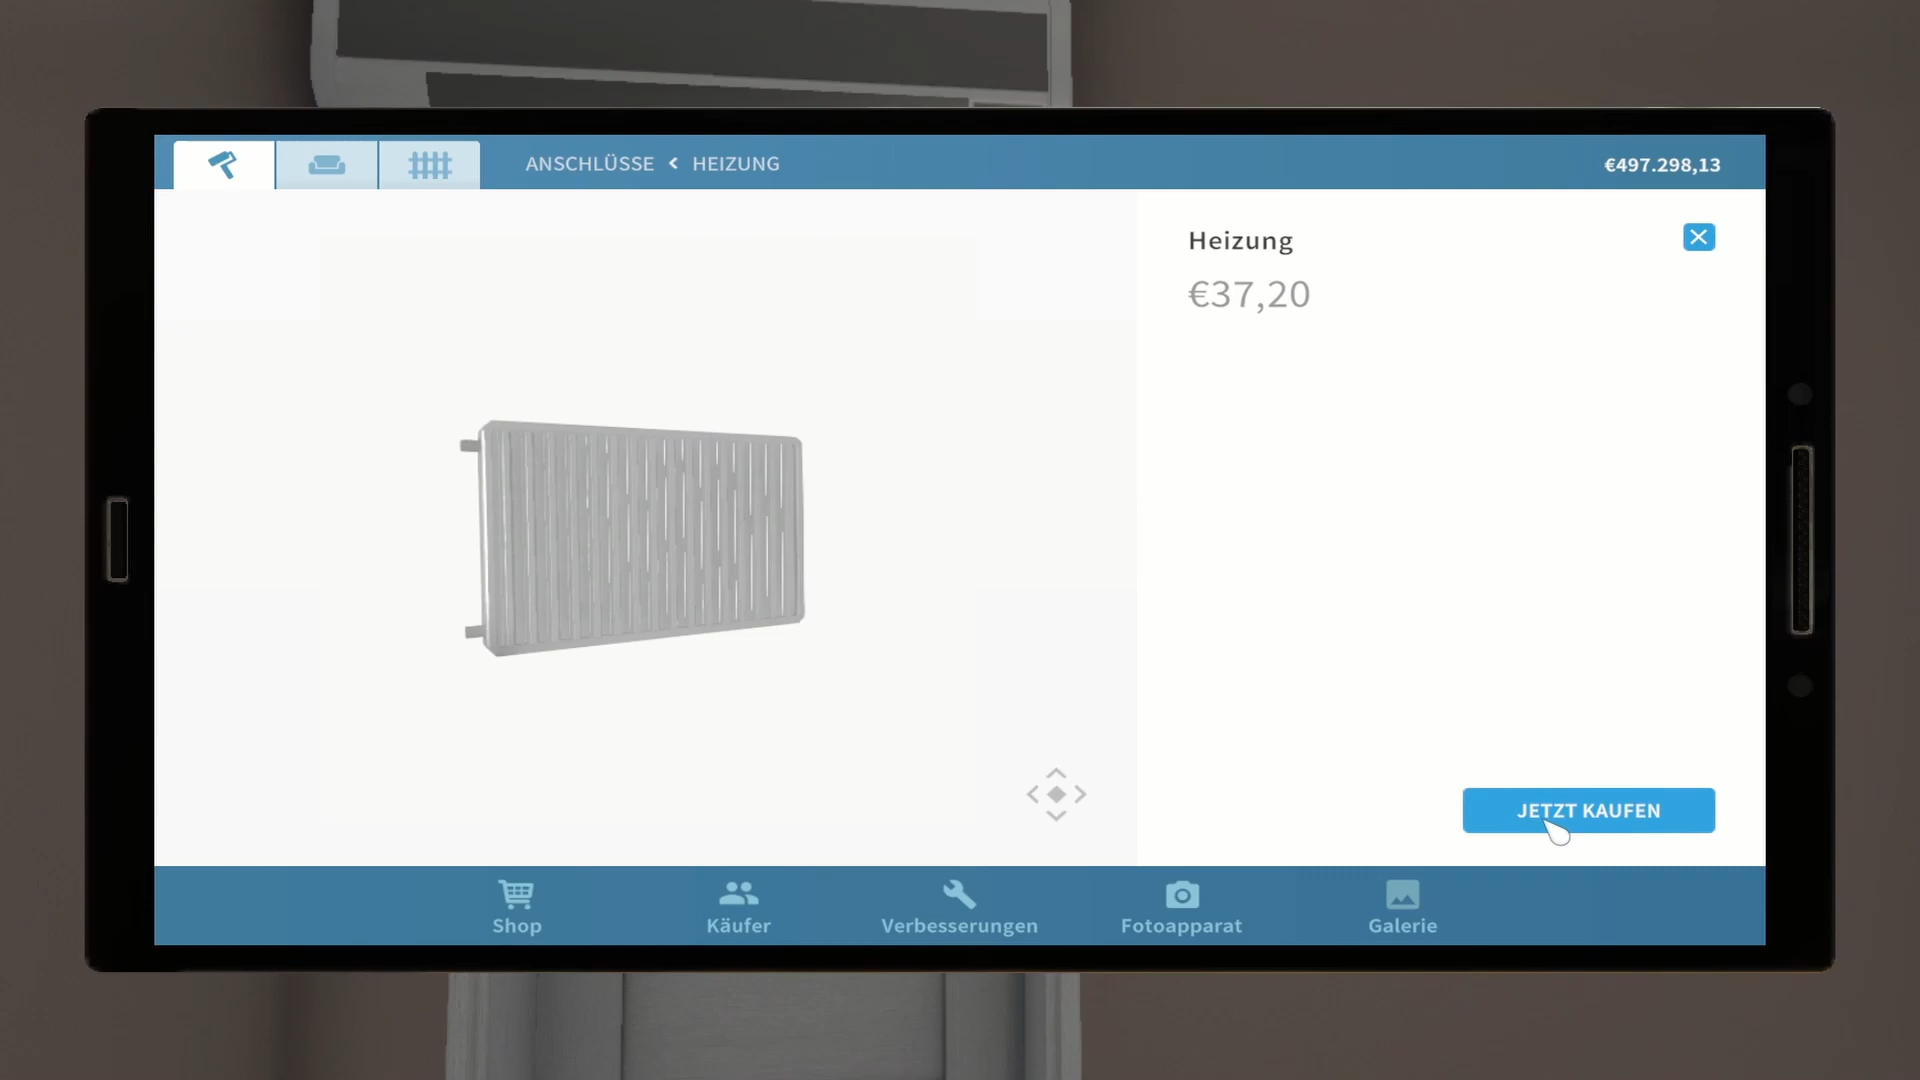 ANSCHLÜSSE < HEIZUNG
€497.298,13
Heizung
€37,20
JETZT KAUFEN
Shop
Käufer
Verbesserungen
Fotoapparat
Galerie